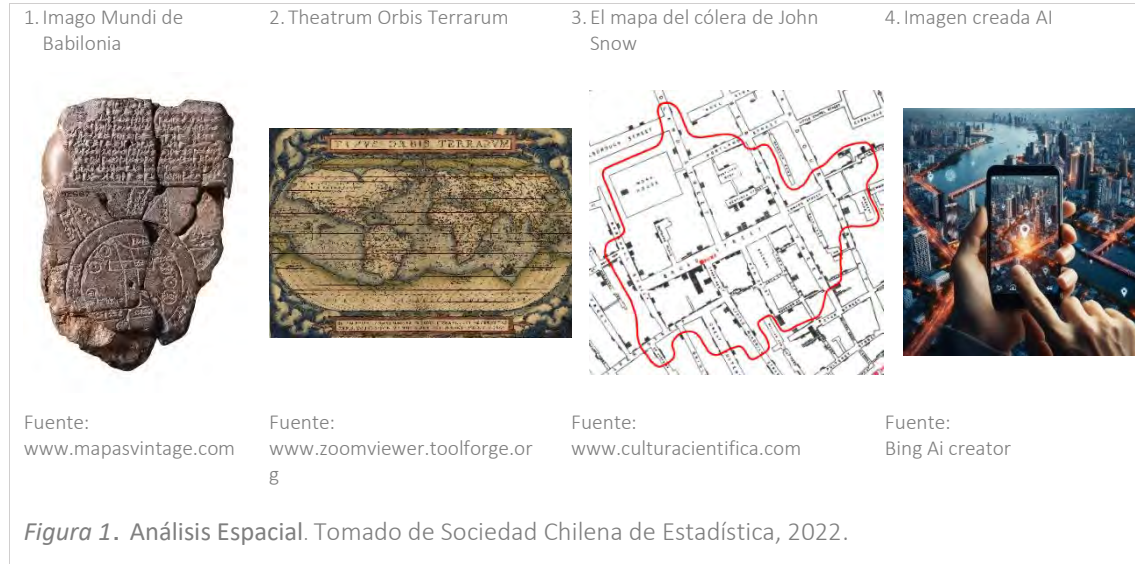 1. Imago Mundi de
Babilonia
2. Theatrum Orbis Terrarum
3. El mapa del cólera de John
Snow
4. Imagen creada AI
Fuente:
www.mapasvintage.com
Fuente:
www.zoomviewer.toolforge.or
g
Fuente:
www.culturacientifica.com
Fuente:
Bing Ai creator
Figura 1. Análisis Espacial. Tomado de Sociedad Chilena de Estadística, 2022.